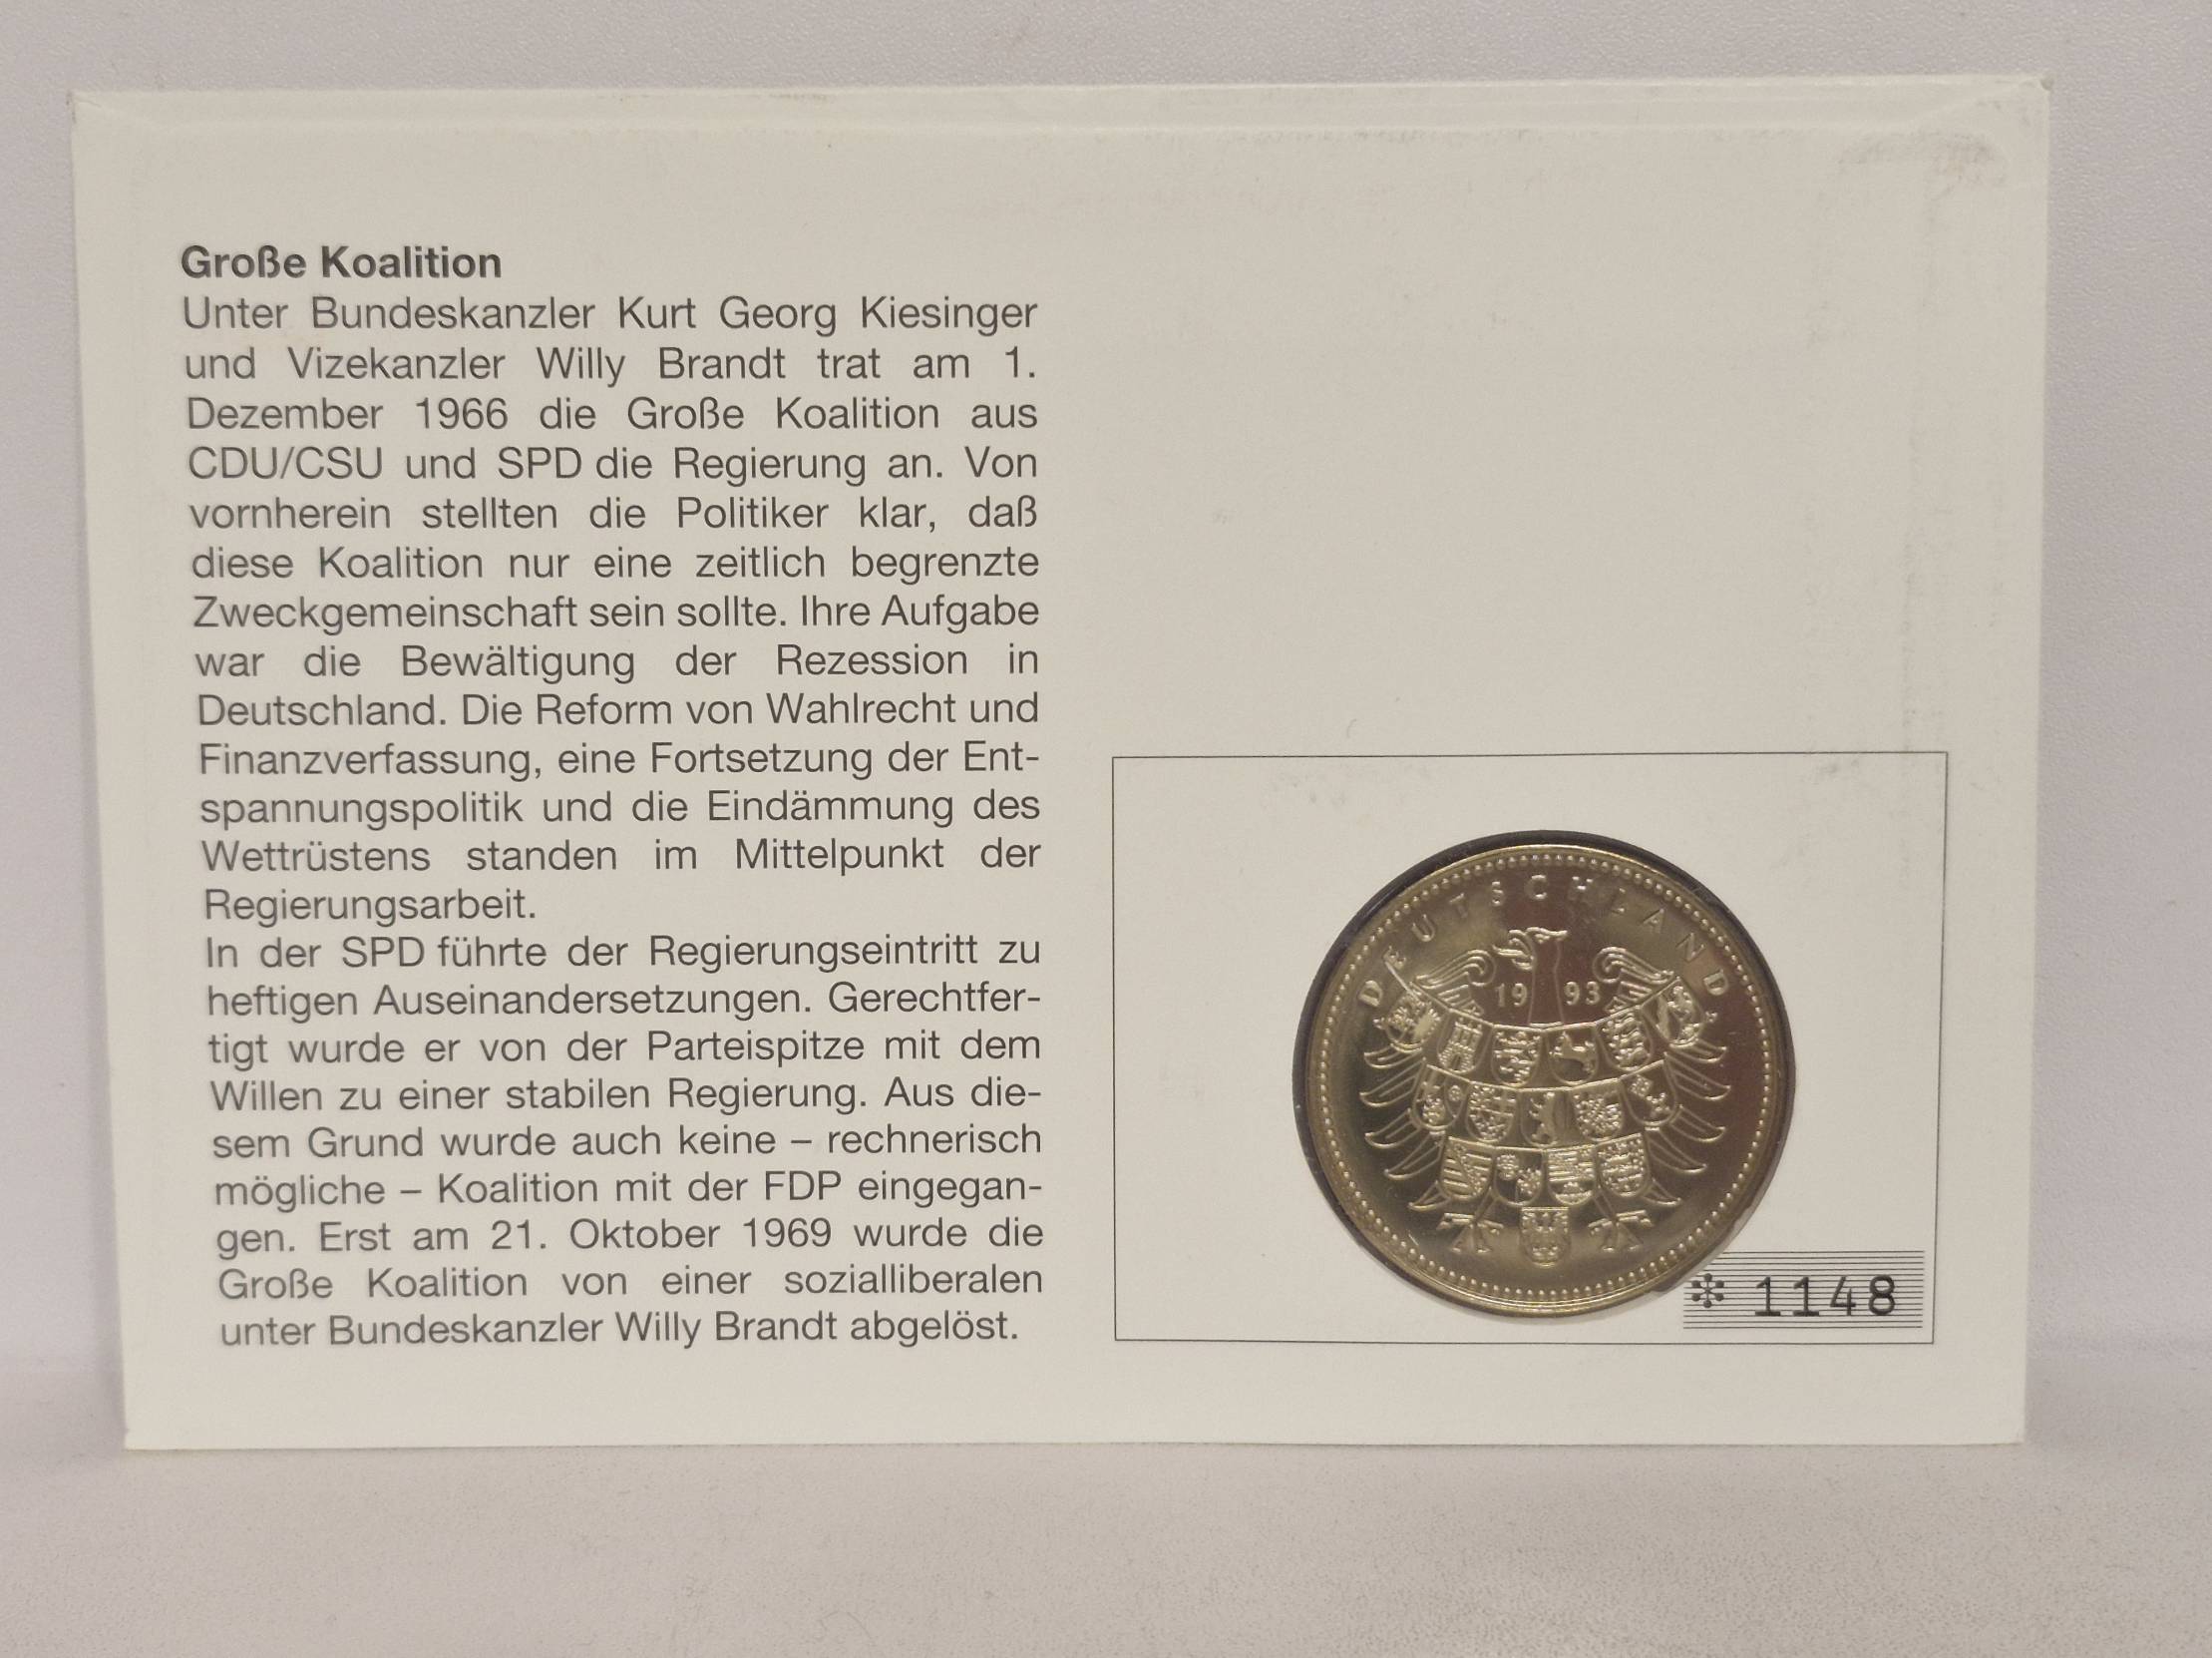 Große Koalition
Unter Bundeskanzler Kurt Georg Kiesinger
und Vizekanzler Willy Brandt trat am 1.
Dezember 1966 die Große Koalition aus
CDU/CSU und SPD die Regierung an. Von
vornherein stellten die Politiker klar, daß
diese Koalition nur eine zeitlich begrenzte
Zweckgemeinschaft sein sollte. Ihre Aufgabe
war die Bewältigung der Rezession in
Deutschland. Die Reform von Wahlrecht und
Finanzverfassung, eine Fortsetzung der Ent-
spannungspolitik und die Eindämmung des
Wettrüstens standen im Mittelpunkt der
Regierungsarbeit.
In der SPD führte der Regierungseintritt zu
heftigen Auseinandersetzungen. Gerechtfer-
tigt wurde er von der Parteispitze mit dem
Willen zu einer stabilen Regierung. Aus die-
sem Grund wurde auch keine – rechnerisch
mögliche – Koalition mit der FDP eingegan-
gen. Erst am 21. Oktober 1969 wurde die
Große Koalition von einer sozialliberalen
unter Bundeskanzler Willy Brandt abgelöst.
DEUTSCHLAND
19 93
* 1148